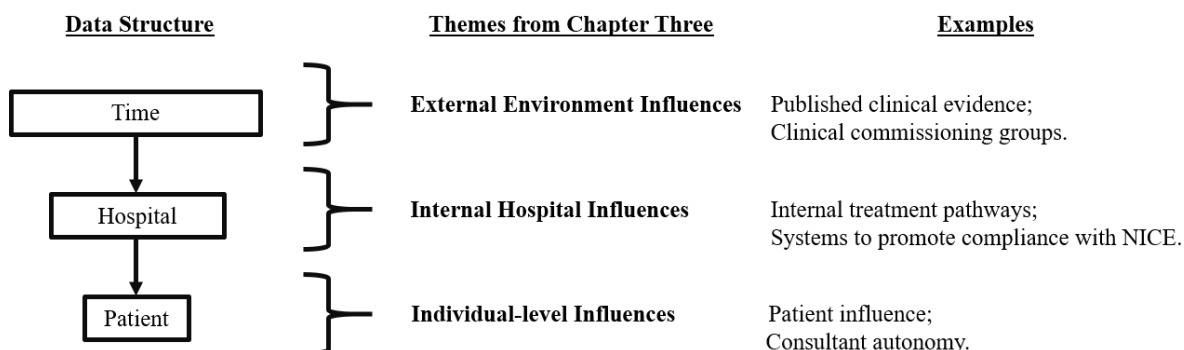 Data Structure
Themes from Chapter Three
Examples
Time
External Environment Influences
Published clinical evidence;
Clinical commissioning groups.
Hospital
Internal Hospital Influences
Internal treatment pathways;
Systems to promote compliance with NICE.
Patient
Individual-level Influences
Patient influence;
Consultant autonomy.